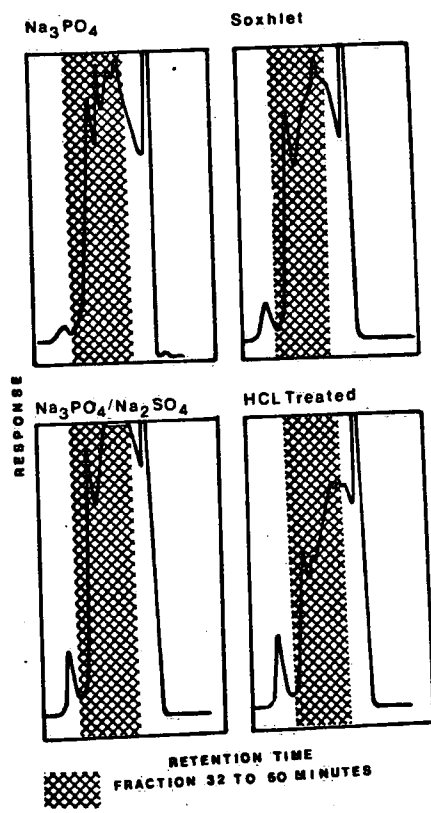 Na3PO4
Soxhlet
RESPONSE
Na3PO4/Na2SO4
HCL Treated
RETENTION TIME
FRACTION 32 TO 60 MINUTES